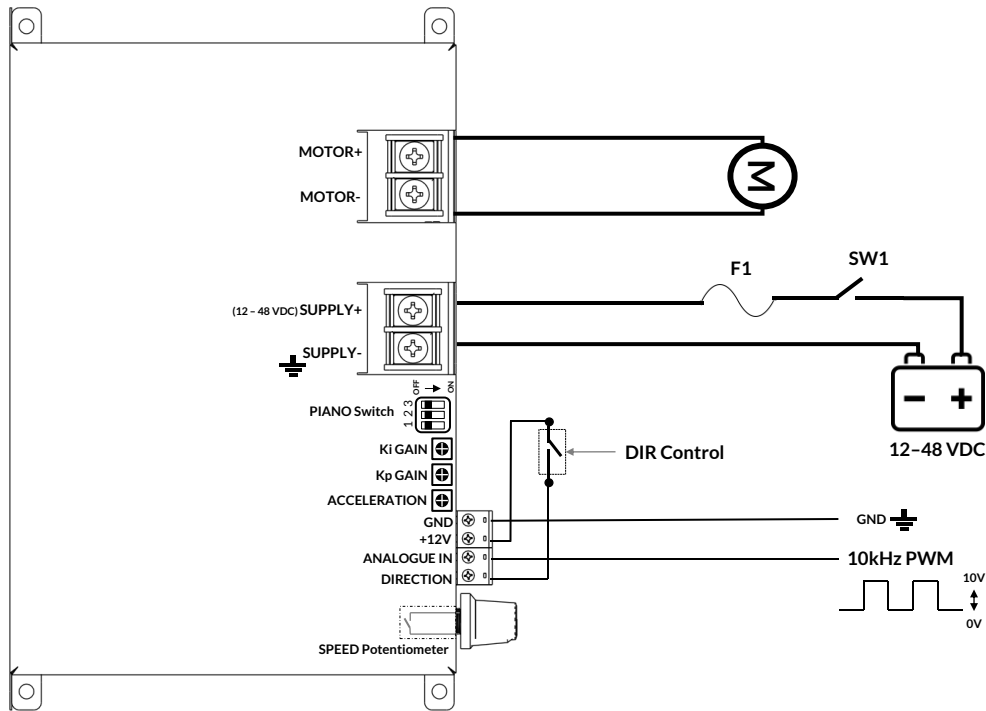 MOTOR+
MOTOR-
M
F1
SW1
(12 – 48 VDC) SUPPLY+
SUPPLY-
OFF → ON
PIANO Switch
1 2 3
12–48 VDC
Ki GAIN
DIR Control
Kp GAIN
ACCELERATION
GND
GND
+12V
ANALOGUE IN
10kHz PWM
DIRECTION
10V
0V
SPEED Potentiometer